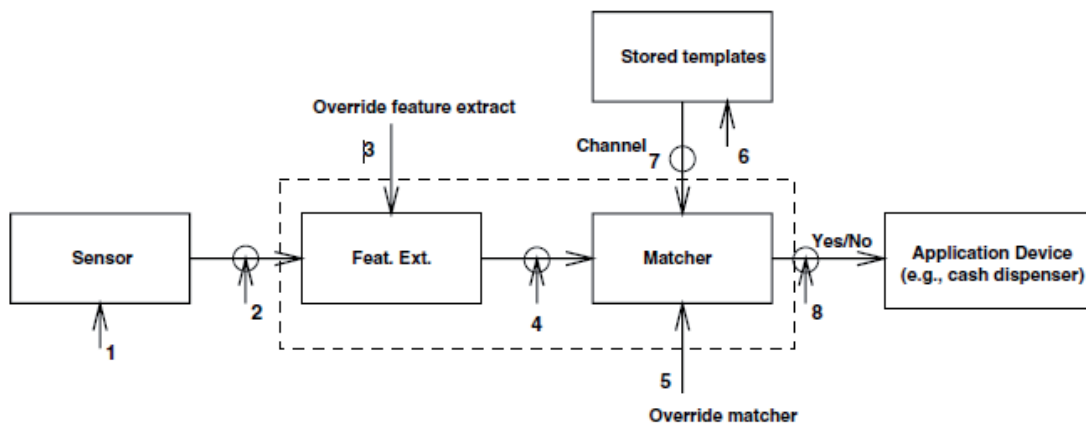 Stored templates
Override feature extract
3
Channel
7
6
Sensor
Feat. Ext.
Matcher
Yes/No
Application Device
(e.g., cash dispenser)
1
2
4
8
5
Override matcher